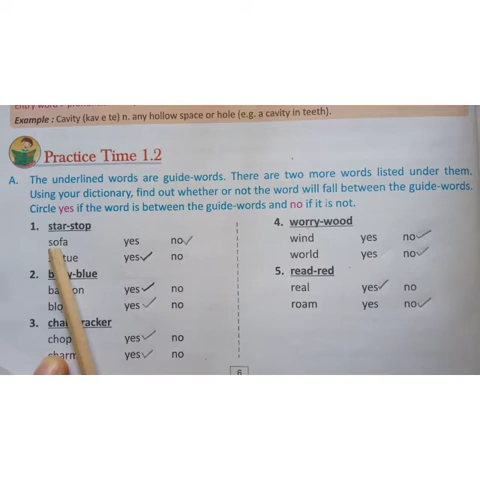 Example : Cavity (kav e te) n. any hollow space or hole (e.g. a cavity in teeth).
Practice Time 1.2
A. The underlined words are guide-words. There are two more words listed under them.
Using your dictionary, find out whether or not the word will fall between the guide-words.
Circle yes if the word is between the guide-words and no if it is not.
1. star-stop
sofa yes no
yes no
2.
yes no
yes no
3.
chop yes no
charm yes no
4. worry-wood
wind yes no
world yes no
5. read-red
real yes no
roam yes no
6